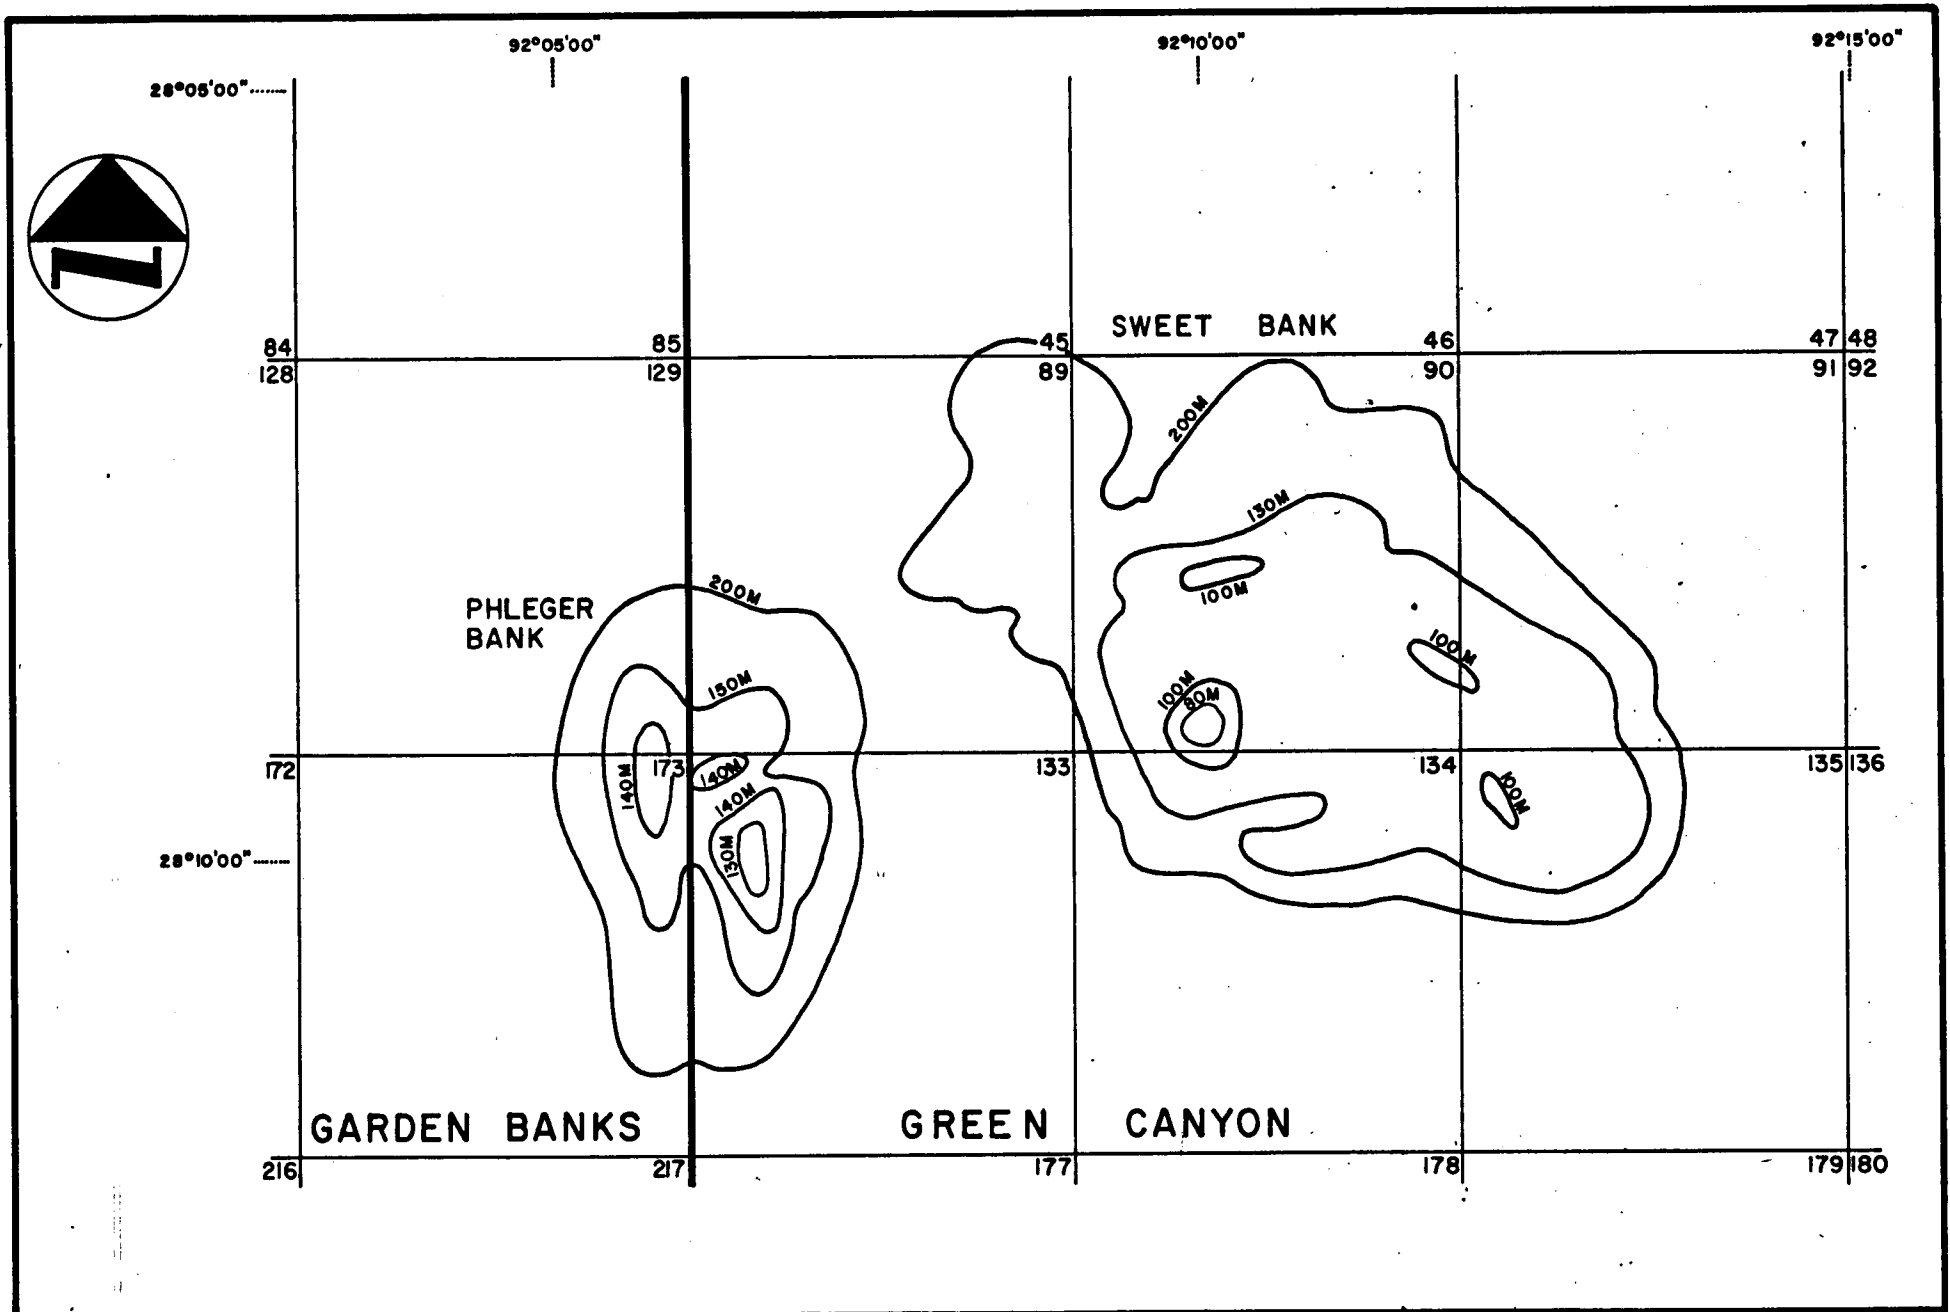 92°05'00"
92°10'00"
92°15'00"
28°05'00"
N
SWEET BANK
84
85
45
46
47 48
128
129
89
90
91 92
200M
130M
100M
PHLEGER
BANK
200M
100M
150M
100M
80M
172
173
133
134
135 136
140M
140M
140M
130M
100M
28°10'00"
GARDEN BANKS
GREEN CANYON
216
217
177
178
179 180